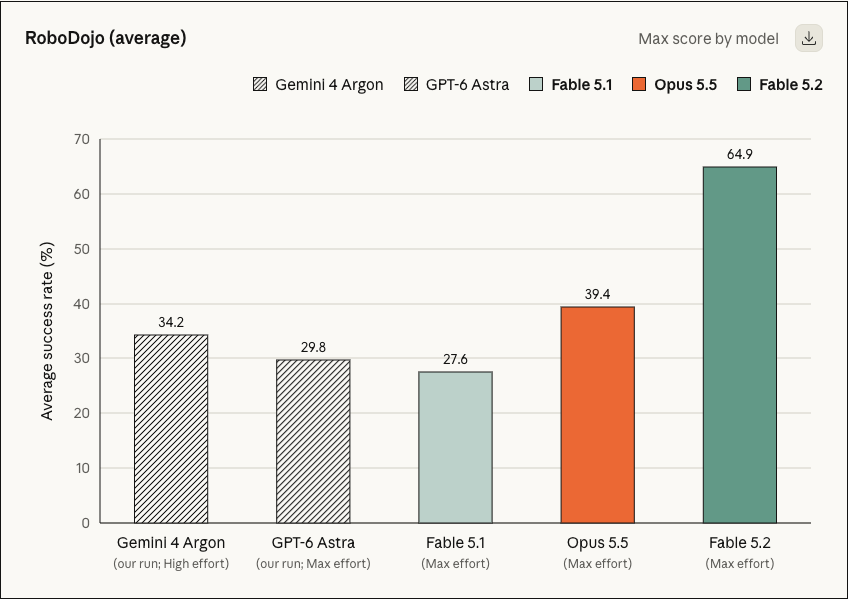 RoboDojo (average)
Max score by model
Gemini 4 Argon GPT-6 Astra Fable 5.1 Opus 5.5 Fable 5.2
Average success rate (%)
70
60
50
40
30
20
10
0
34.2
29.8
27.6
39.4
64.9
Gemini 4 Argon
(our run; High effort)
GPT-6 Astra
(our run; Max effort)
Fable 5.1
(Max effort)
Opus 5.5
(Max effort)
Fable 5.2
(Max effort)